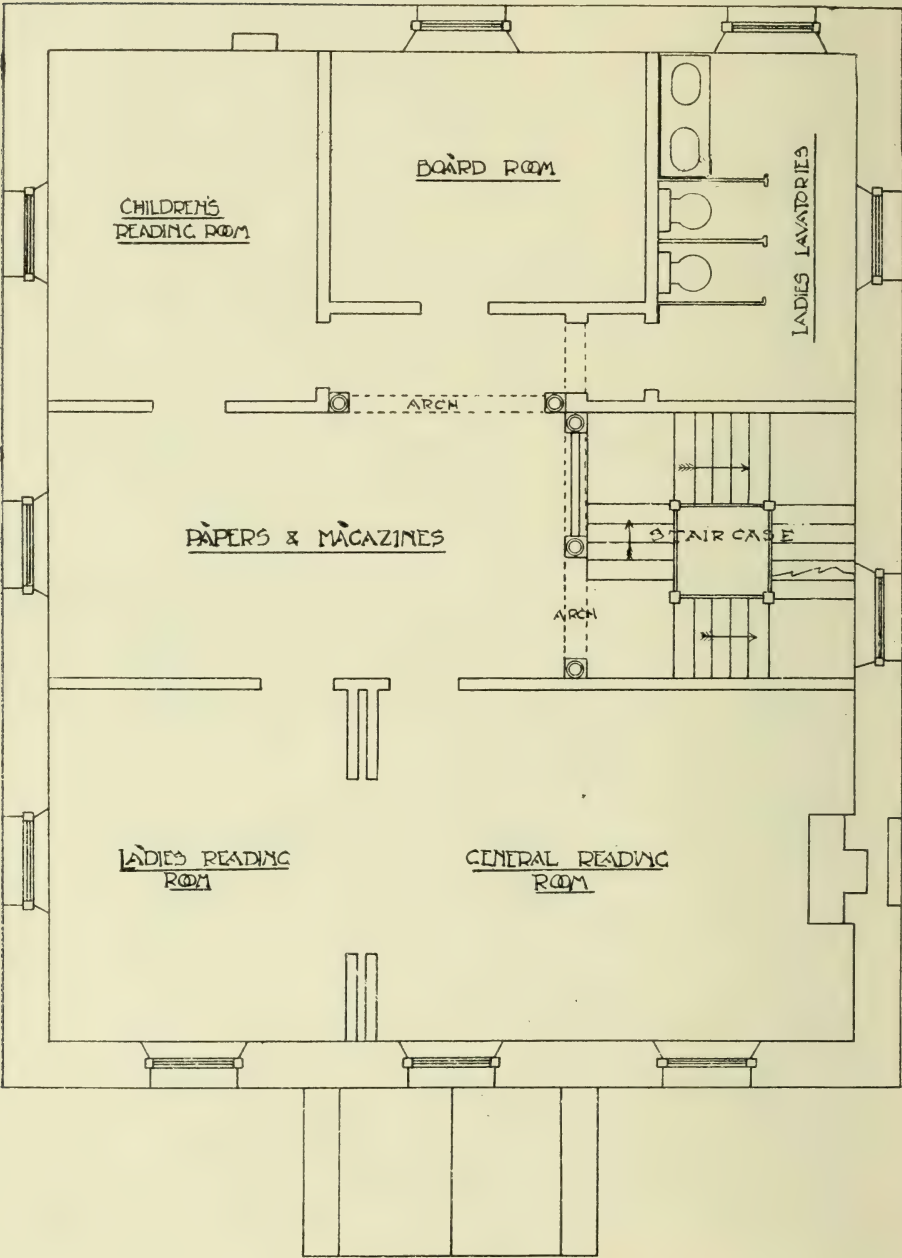 CHILDREN'S
READING ROOM
BOARD ROOM
LADIES LAVATORIES
ARCH
PAPERS & MAGAZINES
STAIR CASE
ARCH
LADIES READING
ROOM
GENERAL READING
ROOM